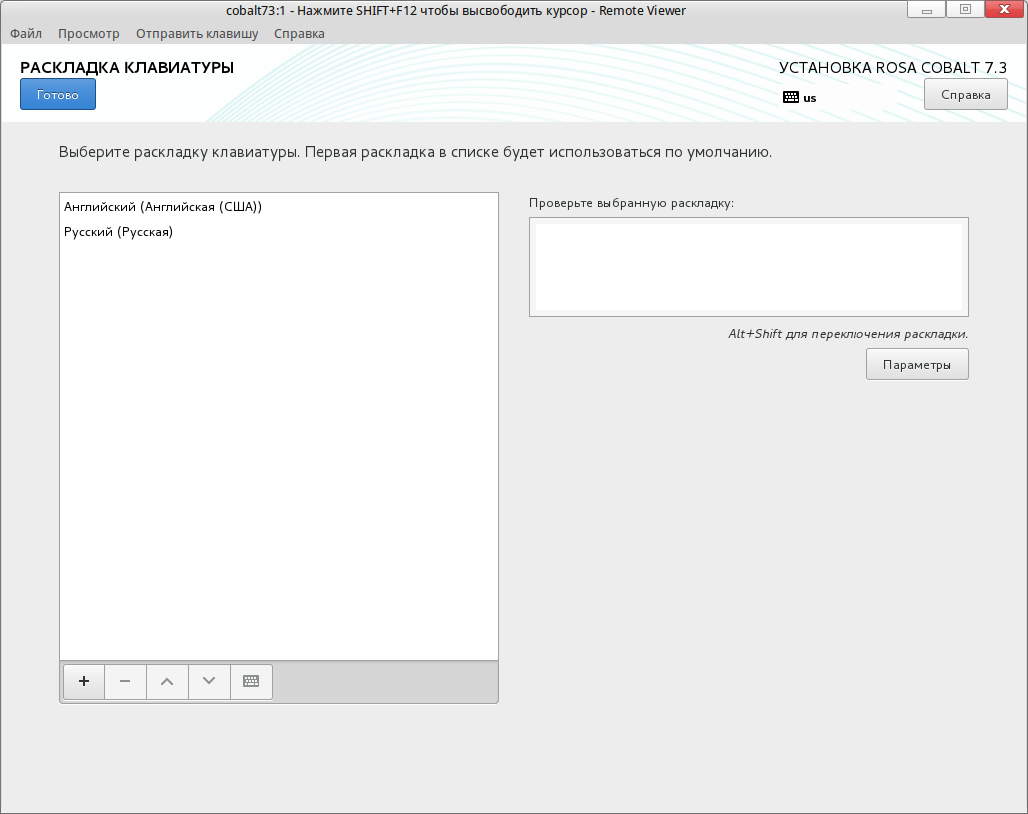 cobalt73:1 - Нажмите SHIFT+F12 чтобы высвободить курсор - Remote Viewer
Файл Просмотр Отправить клавишу Справка
РАСКЛАДКА КЛАВИАТУРЫ
УСТАНОВКА ROSA COBALT 7.3
Готово
us
Справка
Выберите раскладку клавиатуры. Первая раскладка в списке будет использоваться по умолчанию.
Английский (Английская (США))
Русский (Русская)
Проверьте выбранную раскладку:
Alt+Shift для переключения раскладки.
Параметры